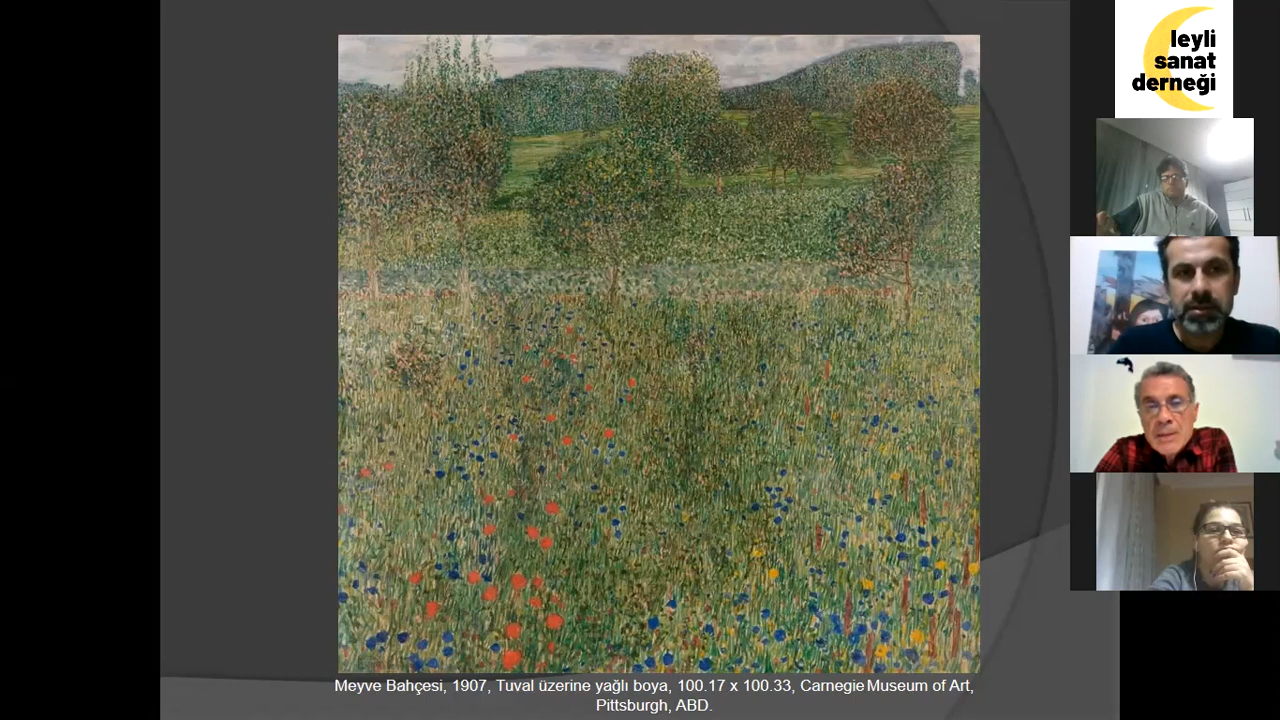 leyli
sanat
derneği
Meyve Bahçesi, 1907, Tuval üzerine yağlı boya, 100.17 x 100.33, Carnegie Museum of Art,
Pittsburgh, ABD.